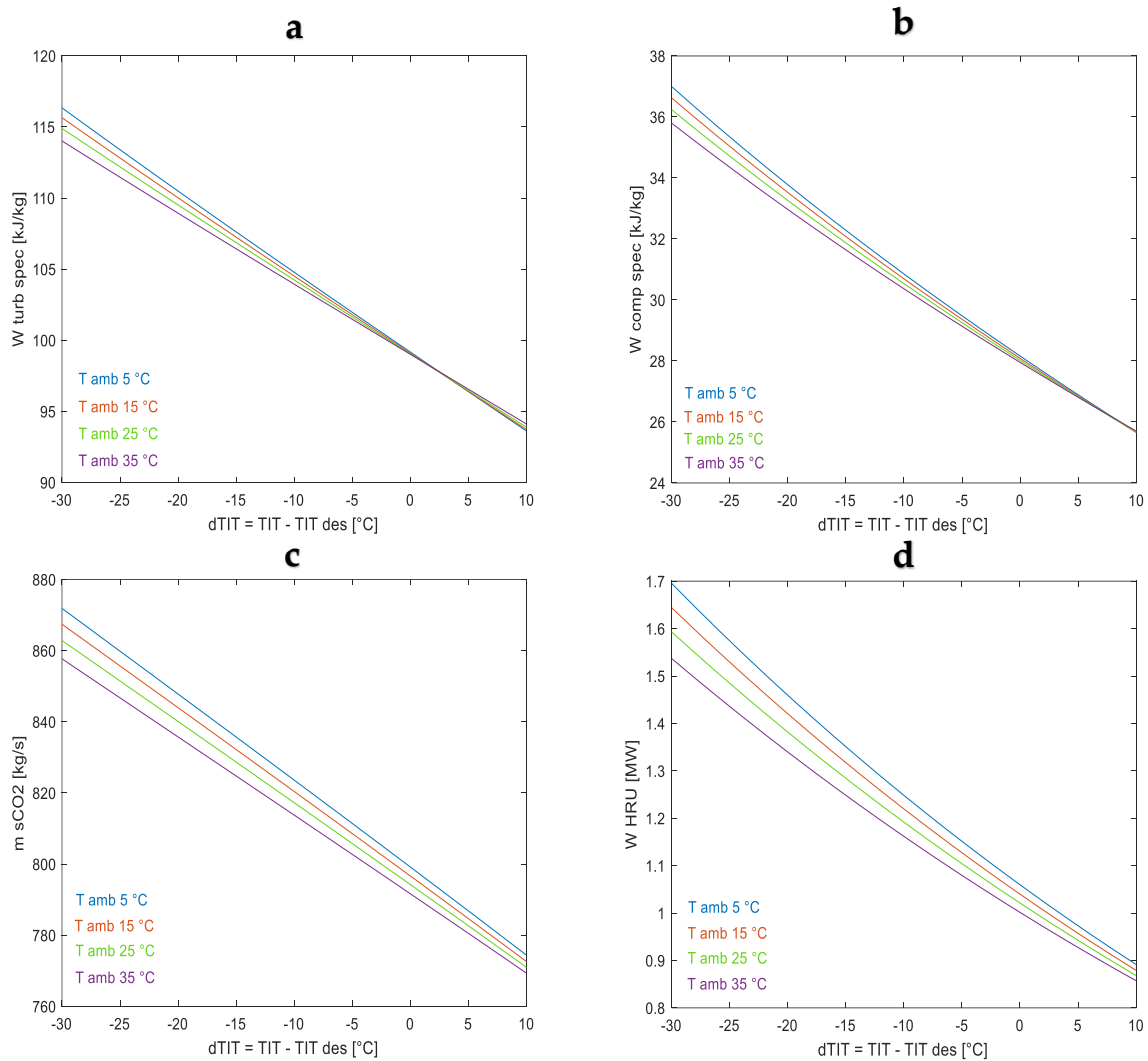 a
120
115
110
105
100
95
90
W turb spec [kJ/kg]
T amb 5 °C
T amb 15 °C
T amb 25 °C
T amb 35 °C
-30 -25 -20 -15 -10 -5 0 5 10
dTIT = TIT - TIT des [°C]
b
38
36
34
32
30
28
26
24
W comp spec [kJ/kg]
T amb 5 °C
T amb 15 °C
T amb 25 °C
T amb 35 °C
-30 -25 -20 -15 -10 -5 0 5 10
dTIT = TIT - TIT des [°C]
c
880
860
840
820
800
780
760
m sCO2 [kg/s]
T amb 5 °C
T amb 15 °C
T amb 25 °C
T amb 35 °C
-30 -25 -20 -15 -10 -5 0 5 10
dTIT = TIT - TIT des [°C]
d
1.7
1.6
1.5
1.4
1.3
1.2
1.1
1
0.9
0.8
W HRU [MW]
T amb 5 °C
T amb 15 °C
T amb 25 °C
T amb 35 °C
-30 -25 -20 -15 -10 -5 0 5 10
dTIT = TIT - TIT des [°C]